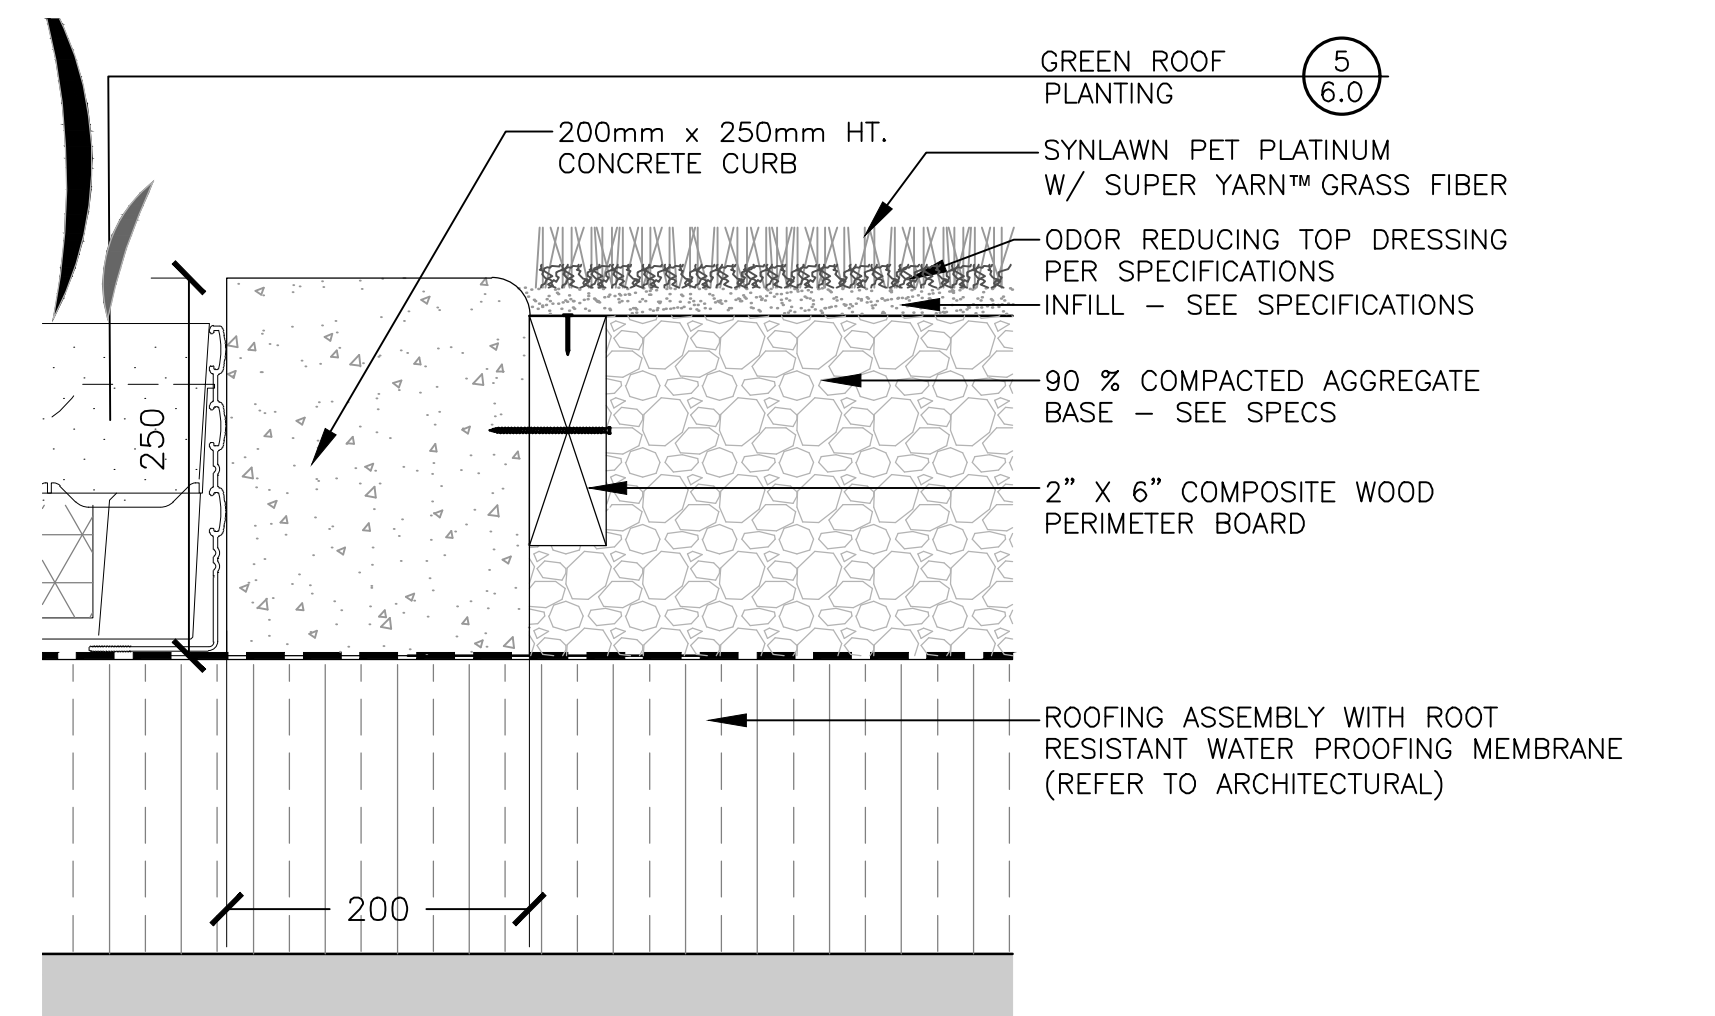 GREEN ROOF
PLANTING
5
6.0
200mm x 250mm HT.
CONCRETE CURB
SYNLAWN PET PLATINUM
W/ SUPER YARN™ GRASS FIBER
ODOR REDUCING TOP DRESSING
PER SPECIFICATIONS
INFILL – SEE SPECIFICATIONS
90 % COMPACTED AGGREGATE
BASE – SEE SPECS
250
2” X 6” COMPOSITE WOOD
PERIMETER BOARD
ROOFING ASSEMBLY WITH ROOT
RESISTANT WATER PROOFING MEMBRANE
(REFER TO ARCHITECTURAL)
200